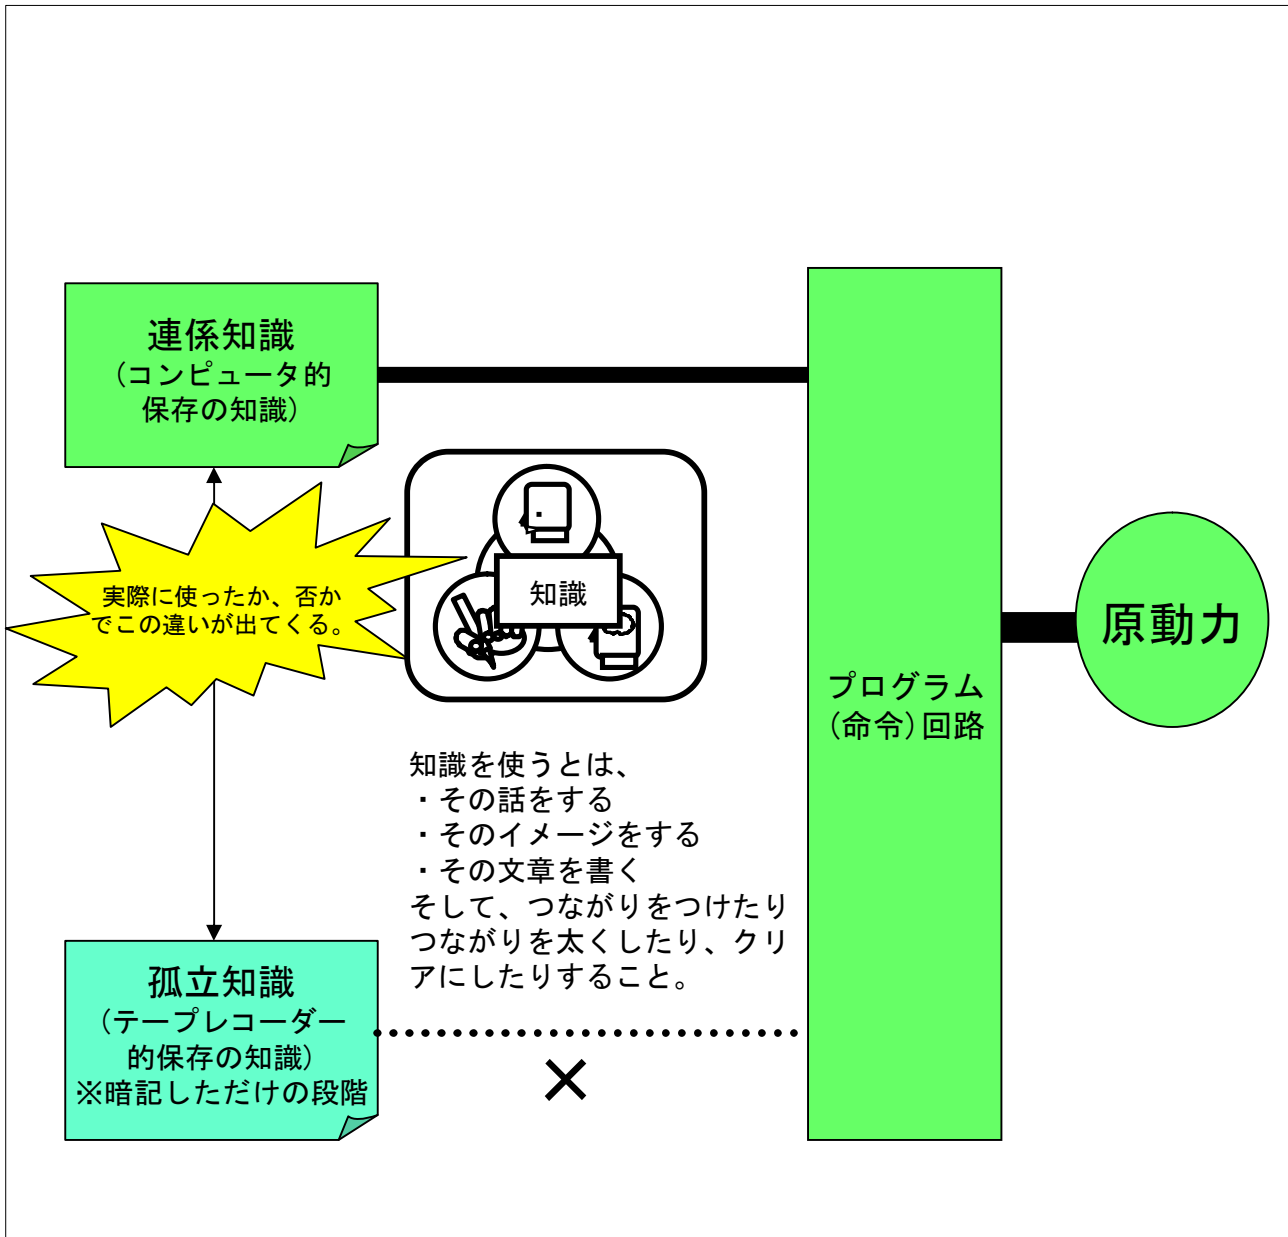 連係知識
(コンピュータ的
保存の知識)
実際に使ったか、否か
でこの違いが出てくる。
知識
原動力
プログラム
(命令)回路
知識を使うとは、
・その話をする
・そのイメージをする
・その文章を書く
そして、つながりをつけたり
つながりを太くしたり、クリ
アにしたりすること。
孤立知識
(テープレコーダー
的保存の知識)
※暗記しただけの段階
×